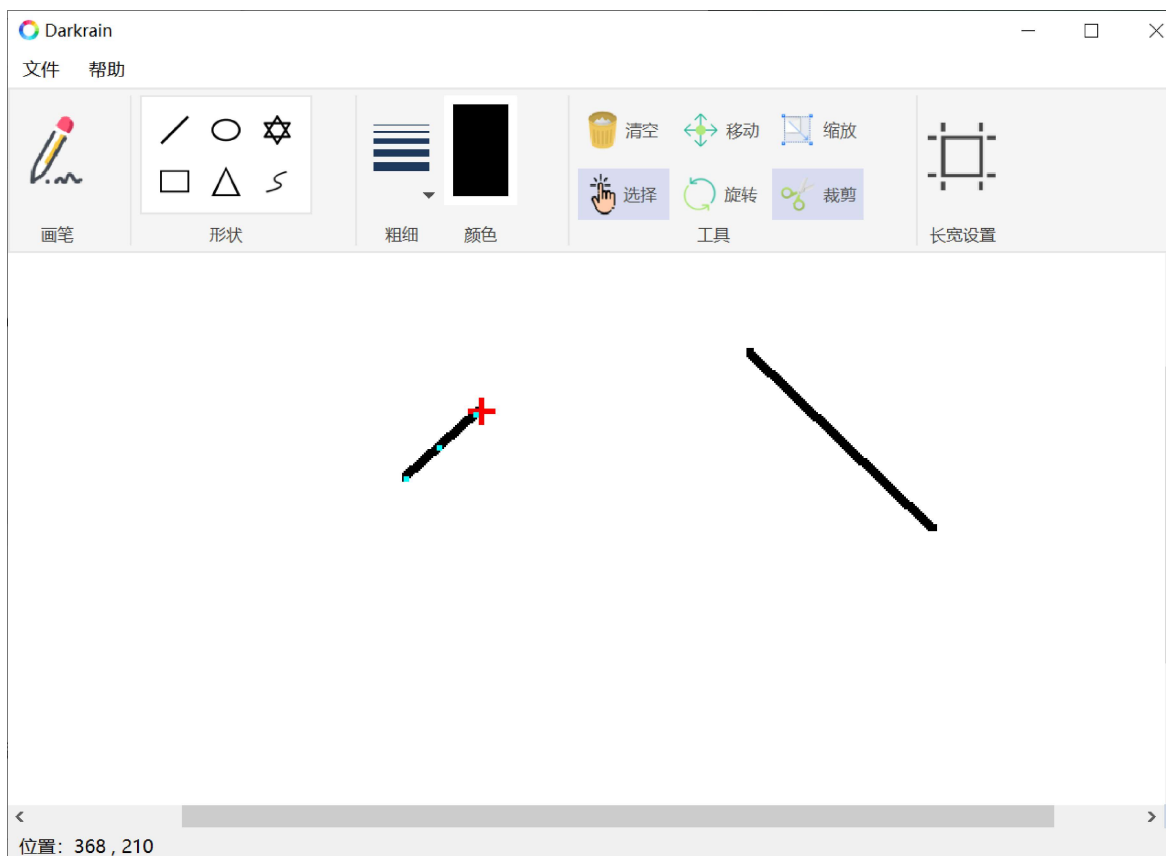 Darkrain
文件 帮助
清空 移动 缩放
选择 旋转 裁剪
画笔 形状 粗细 颜色 工具 长宽设置
位置：368 , 210